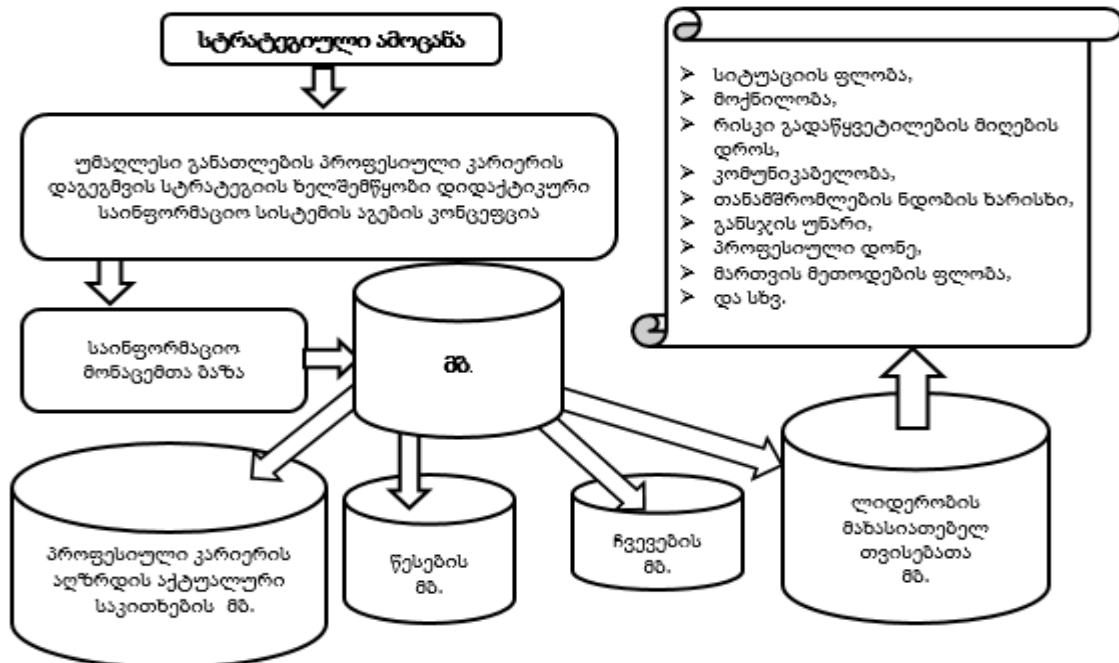 სტრატეგიული ამოცანა
უმაღლესი განათლების პროფესიული კარიერის
დაგეგმვის სტრატეგიის ხელშემწყობი დიდაქტიკური
საინფორმაციო სისტემის აგების კონცეფცია
საინფორმაციო
მონაცემთა ბაზა
მბ.
პროფესიული კარიერის
აღზრდის აქტუალური
საკითხების მბ.
წესების
მბ.
ჩვევების
მბ.
ლიდერობის
მახასიათებელ
თვისებათა
მბ.
➢ სიტუაციის ფლობა,
➢ მოქნილობა,
➢ რისკი გადაწყვეტილების მიღების
დროს,
➢ კომუნიკაბელობა,
➢ თანამშრომლების ნდობის ხარისხი,
➢ განსჯის უნარი,
➢ პროფესიული დონე,
➢ მართვის მეთოდების ფლობა,
➢ და სხვ.